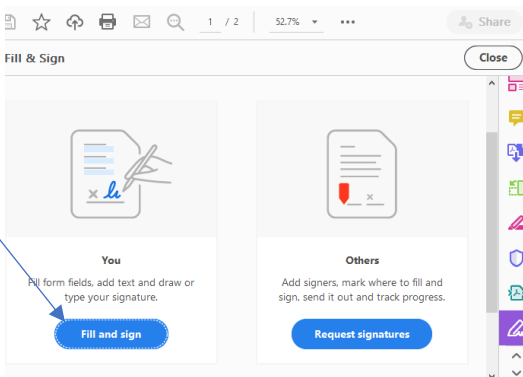 1 / 2 52.7% Share
Fill & Sign Close
You
Fill form fields, add text and draw or
type your signature.
Fill and sign
Others
Add signers, mark where to fill and
sign, send it out and track progress.
Request signatures